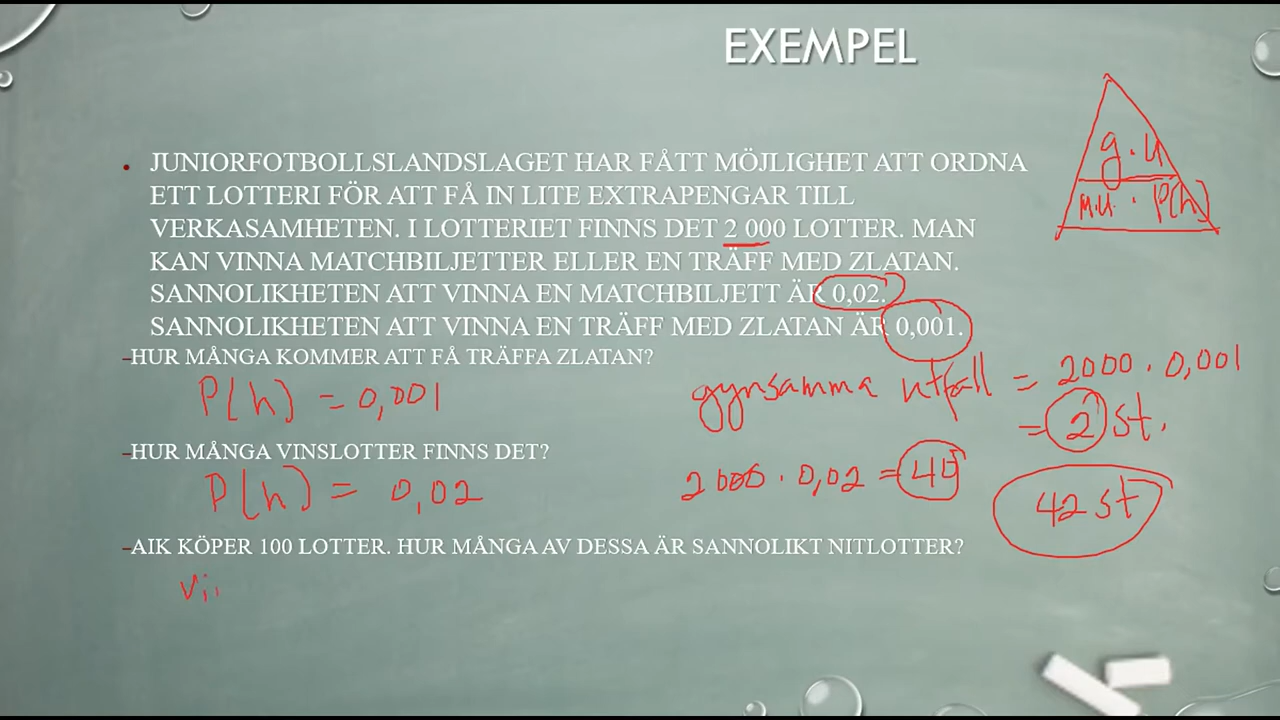 EXEMPEL
• JUNIORFOTBOLLSLANDSLAGET HAR FÅTT MÖJLIGHET ATT ORDNA
ETT LOTTERI FÖR ATT FÅ IN LITE EXTRAPENGAR TILL
VERKASAMHETEN. I LOTTERIET FINNS DET 2 000 LOTTER. MAN
KAN VINNA MATCHBILJETTER ELLER EN TRÄFF MED ZLATAN.
SANNOLIKHETEN ATT VINNA EN MATCHBILJETT ÄR 0,02.
SANNOLIKHETEN ATT VINNA EN TRÄFF MED ZLATAN ÄR 0,001.
g.u
m.u. · P(h)
–HUR MÅNGA KOMMER ATT FÅ TRÄFFA ZLATAN?
P(h) = 0,001
gynsamma utfall = 2000 · 0,001
= 2 st.
–HUR MÅNGA VINSLOTTER FINNS DET?
P(h) = 0,02
2000 · 0,02 = 40
42 st
–AIK KÖPER 100 LOTTER. HUR MÅNGA AV DESSA ÄR SANNOLIKT NITLOTTER?